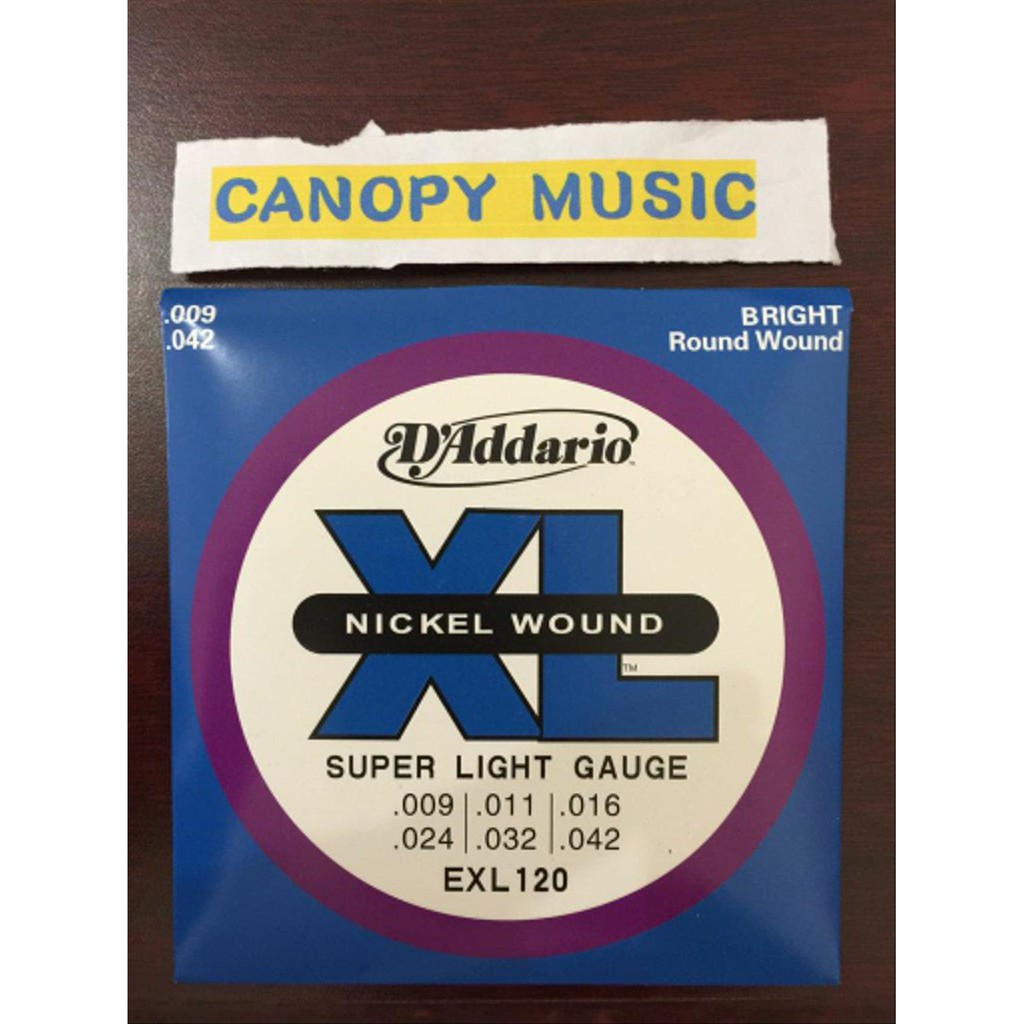 CANOPY MUSIC
.009
.042
BRIGHT
Round Wound
D'Addario
XL
NICKEL WOUND
TM
SUPER LIGHT GAUGE
.009 | .011 | .016
.024 | .032 | .042
EXL120